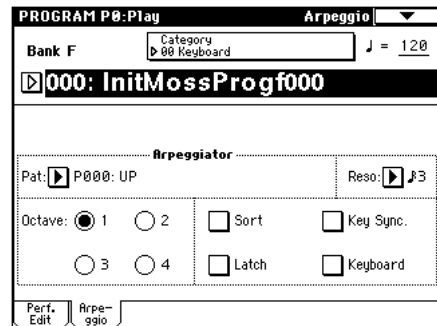 PROGRAM P0:Play Arpeggio
Bank F
Category
00 Keyboard
♩ = 120
000: InitMossProgf000
Arpeggiator
Pat: P000: UP
Reso: ♪3
Octave: 1 2 Sort Key Sync.
3 4 Latch Keyboard
Perf. Edit
Arpe-ggio